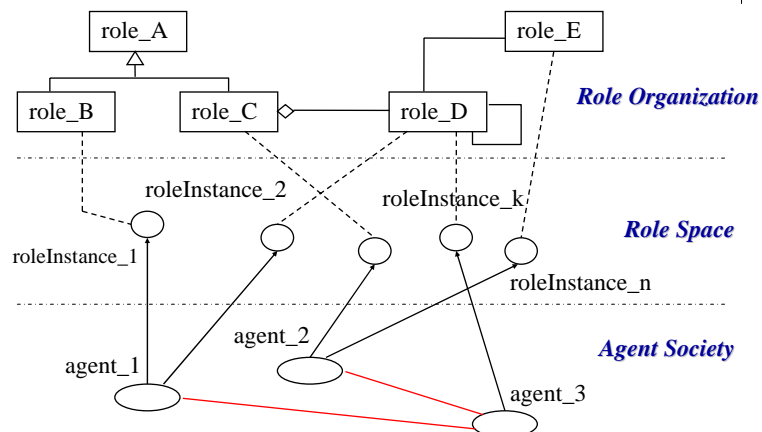 role_A
role_E
role_B
role_C
role_D
Role Organization
roleInstance_2
roleInstance_k
roleInstance_1
Role Space
roleInstance_n
agent_2
agent_1
Agent Society
agent_3